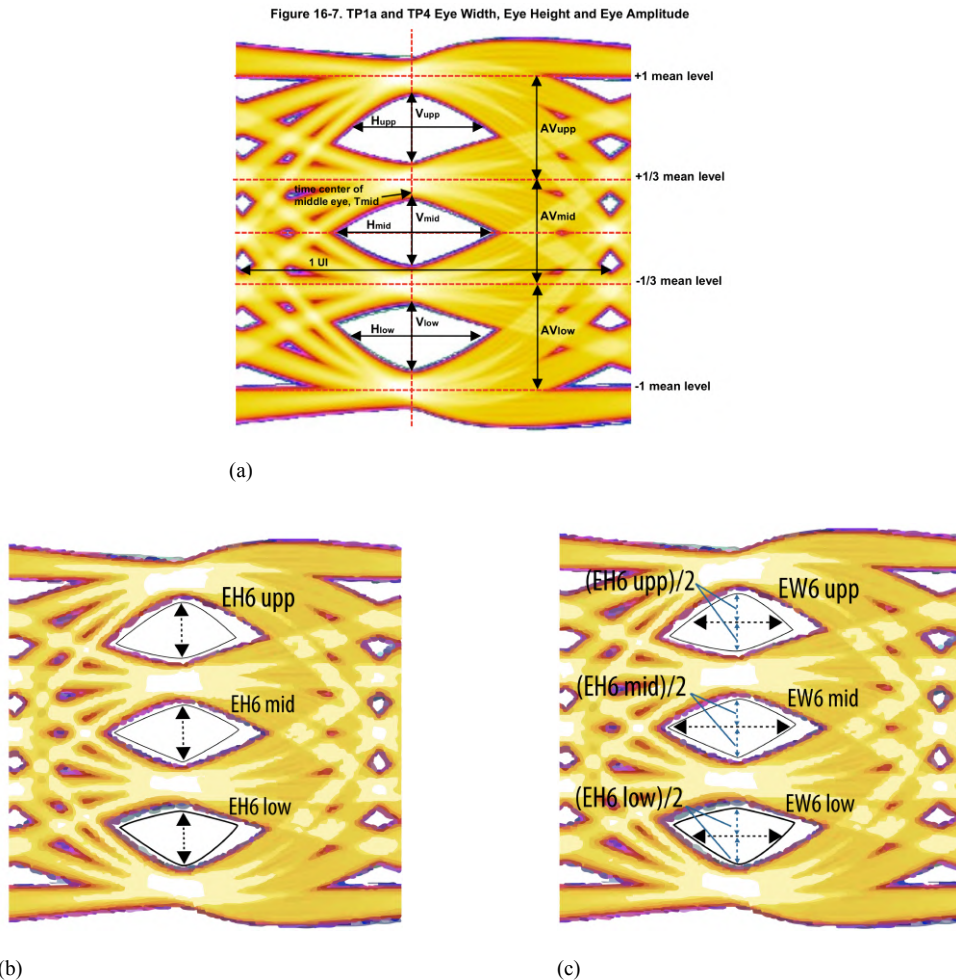 Figure 16-7. TP1a and TP4 Eye Width, Eye Height and Eye Amplitude
+1 mean level
Hupp
Vupp
AVupp
+1/3 mean level
time center of
middle eye, Tmid
Hmid
Vmid
AVmid
1 UI
-1/3 mean level
Hlow
Vlow
AVlow
-1 mean level
(a)
EH6 upp
EH6 mid
EH6 low
(b)
(EH6 upp)/2
EW6 upp
(EH6 mid)/2
EW6 mid
(EH6 low)/2
EW6 low
(c)